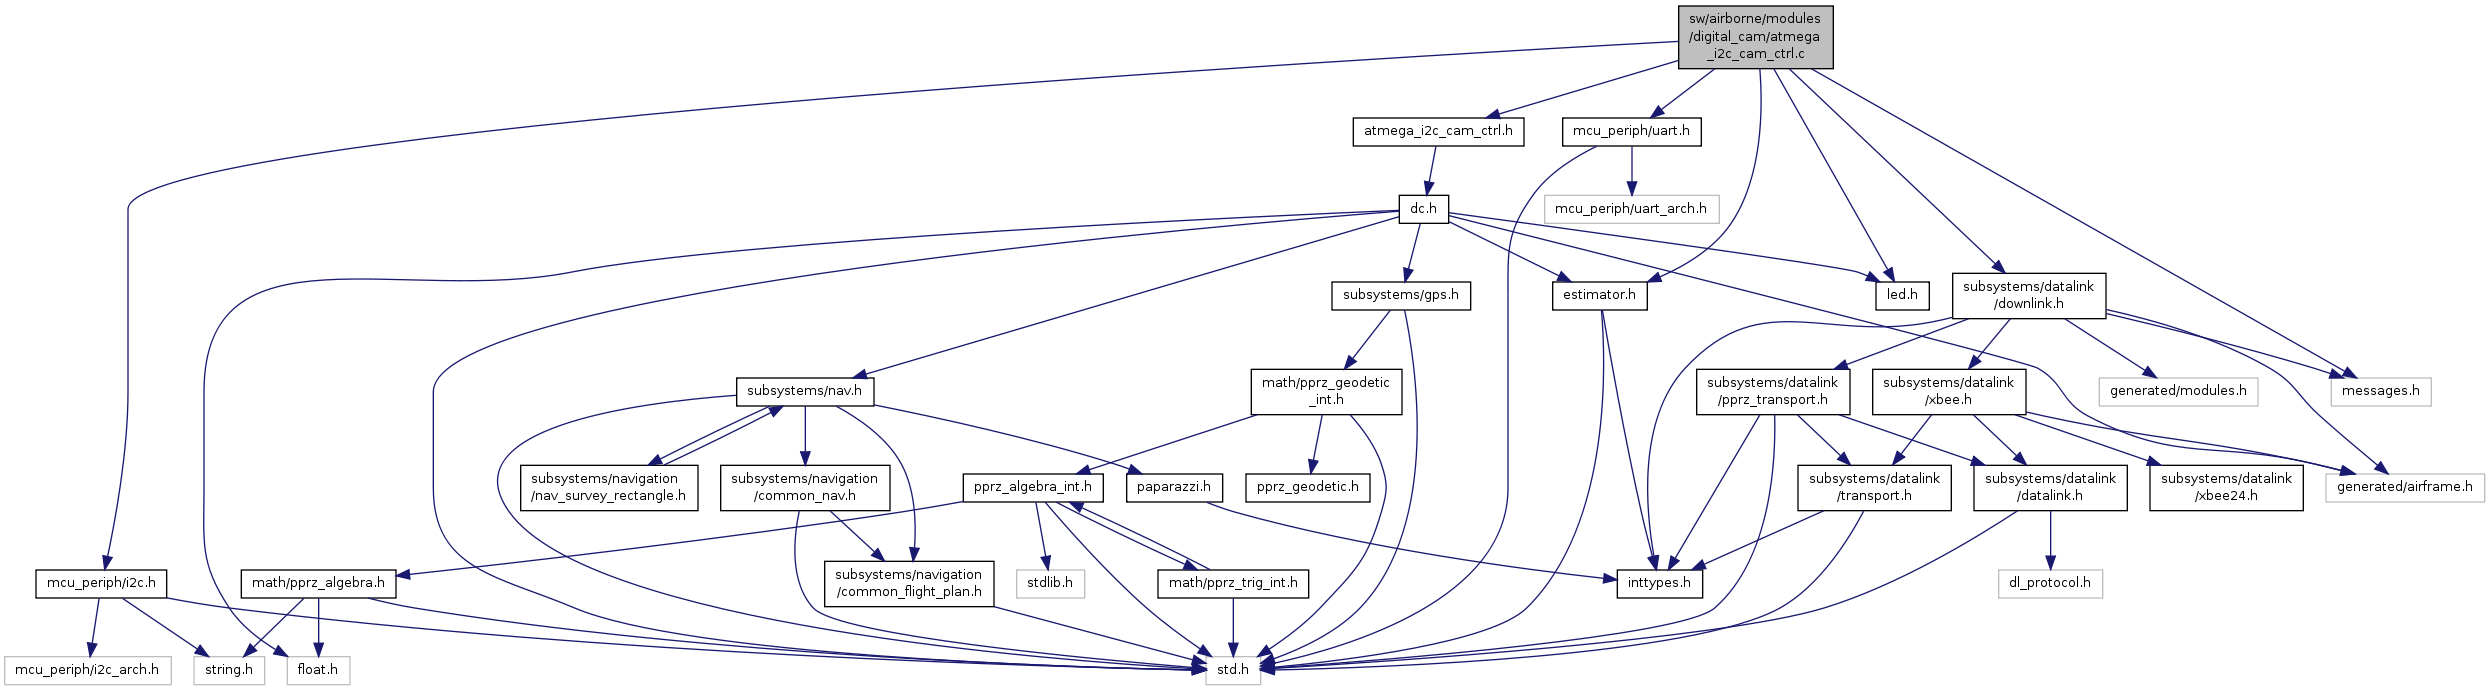 sw/airborne/modules
/digital_cam/atmega
_i2c_cam_ctrl.c
atmega_i2c_cam_ctrl.h
mcu_periph/uart.h
dc.h
mcu_periph/uart_arch.h
subsystems/gps.h
estimator.h
led.h
subsystems/datalink
/downlink.h
subsystems/nav.h
math/pprz_geodetic
_int.h
subsystems/datalink
/pprz_transport.h
subsystems/datalink
/xbee.h
generated/modules.h
messages.h
subsystems/navigation
/nav_survey_rectangle.h
subsystems/navigation
/common_nav.h
pprz_algebra_int.h
paparazzi.h
pprz_geodetic.h
subsystems/datalink
/transport.h
subsystems/datalink
/datalink.h
subsystems/datalink
/xbee24.h
generated/airframe.h
mcu_periph/i2c.h
math/pprz_algebra.h
subsystems/navigation
/common_flight_plan.h
stdlib.h
math/pprz_trig_int.h
inttypes.h
dl_protocol.h
mcu_periph/i2c_arch.h
string.h
float.h
std.h